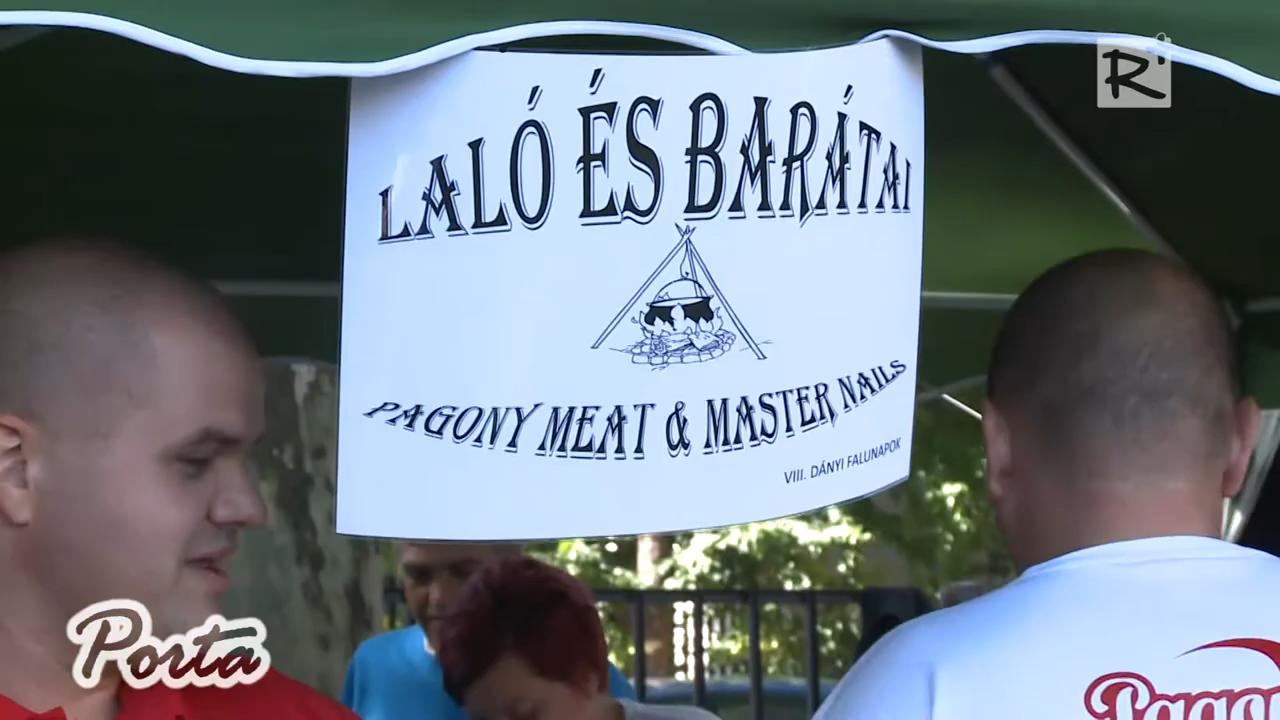 R
LALÓ ÉS BARÁTAI
PAGONY MEAT & MASTER NAILS
VIII. DÁNYI FALUNAPOK
Porta